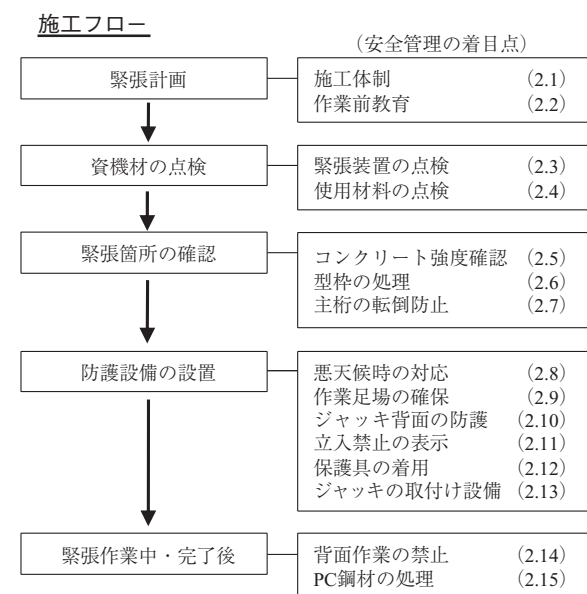 施工フロー
(安全管理の着目点)
緊張計画
施工体制 (2.1)
作業前教育 (2.2)
資機材の点検
緊張装置の点検 (2.3)
使用材料の点検 (2.4)
緊張箇所の確認
コンクリート強度確認 (2.5)
型枠の処理 (2.6)
主桁の転倒防止 (2.7)
防護設備の設置
悪天候時の対応 (2.8)
作業足場の確保 (2.9)
ジャッキ背面の防護 (2.10)
立入禁止の表示 (2.11)
保護具の着用 (2.12)
ジャッキの取付け設備 (2.13)
緊張作業中・完了後
背面作業の禁止 (2.14)
PC鋼材の処理 (2.15)